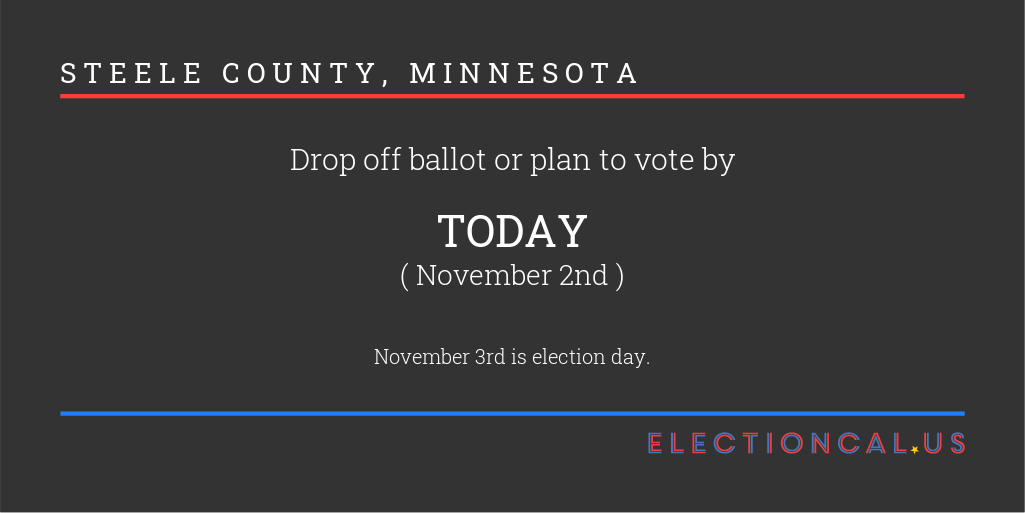 STEELE COUNTY, MINNESOTA
Drop off ballot or plan to vote by
TODAY
( November 2nd )
November 3rd is election day.
ELECTIONCAL.US